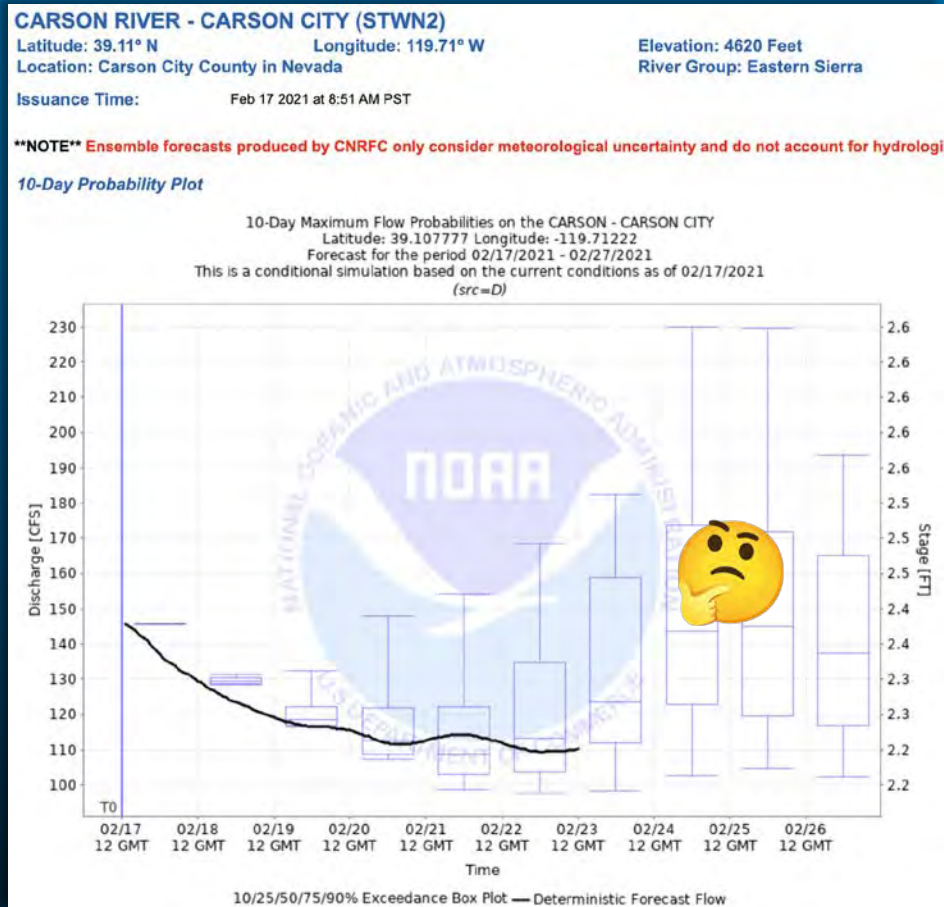 CARSON RIVER - CARSON CITY (STWN2)
Latitude: 39.11° N Longitude: 119.71° W Elevation: 4620 Feet
Location: Carson City County in Nevada River Group: Eastern Sierra
Issuance Time: Feb 17 2021 at 8:51 AM PST
**NOTE** Ensemble forecasts produced by CNRFC only consider meteorological uncertainty and do not account for hydrologi
10-Day Probability Plot
10-Day Maximum Flow Probabilities on the CARSON - CARSON CITY
Latitude: 39.107777 Longitude: -119.71222
Forecast for the period 02/17/2021 - 02/27/2021
This is a conditional simulation based on the current conditions as of 02/17/2021
(src=D)
230 2.6
220 2.6
210 2.6
200 2.6
190 2.6
180 2.5
170 2.5
160 2.5
150 2.4
140 2.4
130 2.3
120 2.3
110 2.2
100 2.2
Discharge [CFS]
Stage [FT]
NATIONAL OCEANIC AND ATMOSPHERIC ADMINISTRATION
NOAA
U.S. DEPARTMENT OF COMMERCE
T0
02/17 02/18 02/19 02/20 02/21 02/22 02/23 02/24 02/25 02/26
12 GMT 12 GMT 12 GMT 12 GMT 12 GMT 12 GMT 12 GMT 12 GMT 12 GMT 12 GMT
Time
10/25/50/75/90% Exceedance Box Plot — Deterministic Forecast Flow